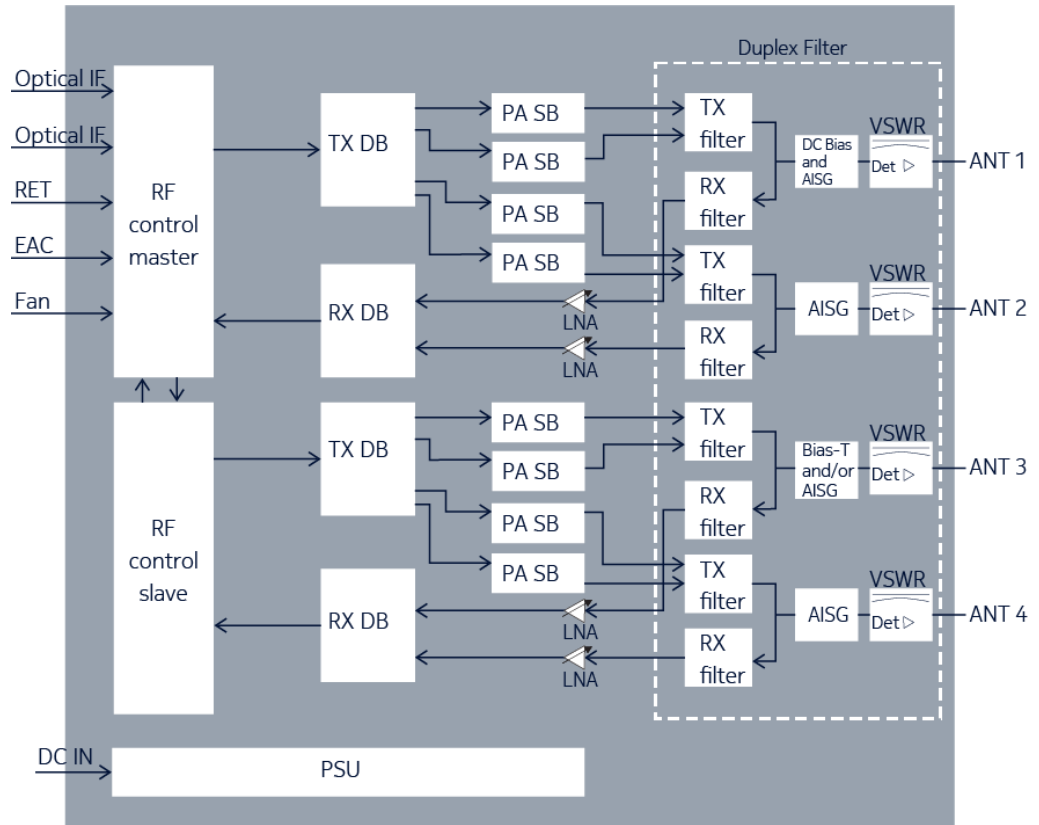 Duplex Filter
Optical IF
Optical IF
RET
EAC
Fan
RF
control
master
TX DB
RX DB
PA SB
PA SB
PA SB
PA SB
LNA
LNA
TX
filter
RX
filter
TX
filter
RX
filter
DC Bias
and
AISG
VSWR
Det
ANT 1
AISG
VSWR
Det
ANT 2
RF
control
slave
TX DB
RX DB
PA SB
PA SB
PA SB
PA SB
LNA
LNA
TX
filter
RX
filter
TX
filter
RX
filter
Bias-T
and/or
AISG
VSWR
Det
ANT 3
AISG
VSWR
Det
ANT 4
DC IN
PSU